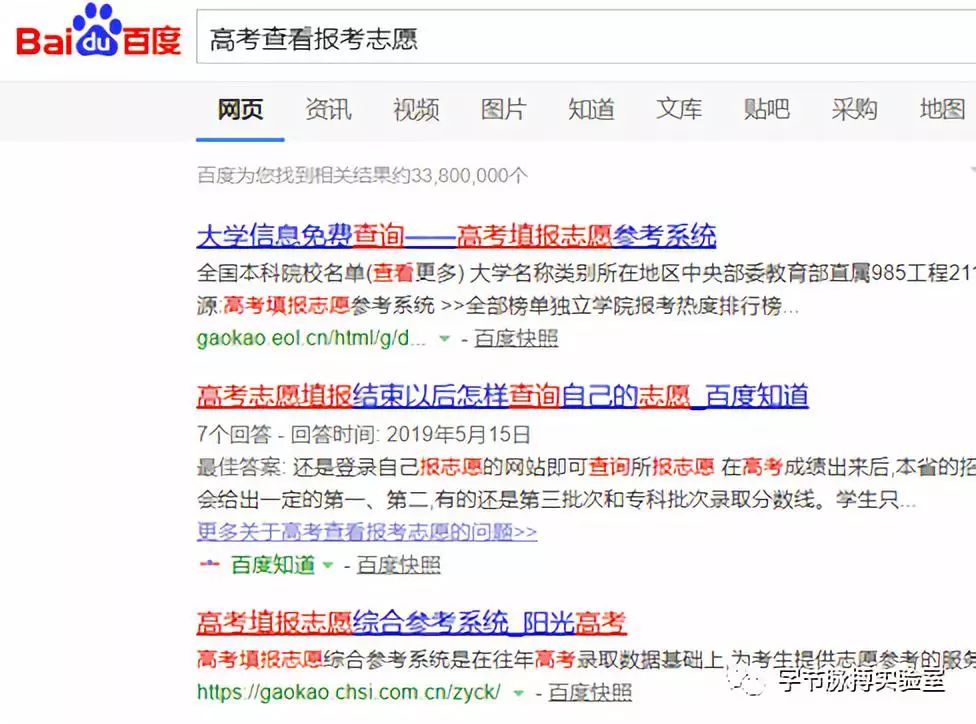 Bai du 百度
高考查看报考志愿
网页 资讯 视频 图片 知道 文库 贴吧 采购 地图
百度为您找到相关结果约33,800,000个
大学信息免费查询——高考填报志愿参考系统
全国本科院校名单(查看更多) 大学名称类别所在地区中央部委教育部直属985工程211
源:高考填报志愿参考系统 >>全部榜单独立学院报考热度排行榜...
gaokao.eol.cn/html/g/d... - 百度快照
高考志愿填报结束以后怎样查询自己的志愿_百度知道
7个回答 - 回答时间: 2019年5月15日
最佳答案: 还是登录自己报志愿的网站即可查询所报志愿 在高考成绩出来后,本省的招
会给出一定的第一、第二,有的还是第三批次和专科批次录取分数线。学生只...
更多关于高考查看报考志愿的问题>>
百度知道 - 百度快照
高考填报志愿综合参考系统_阳光高考
高考填报志愿综合参考系统是在往年高考录取数据基础上,为考生提供志愿参考的服务
https://gaokao.chsi.com.cn/zyck/ - 百度快照
字节脉搏实验室